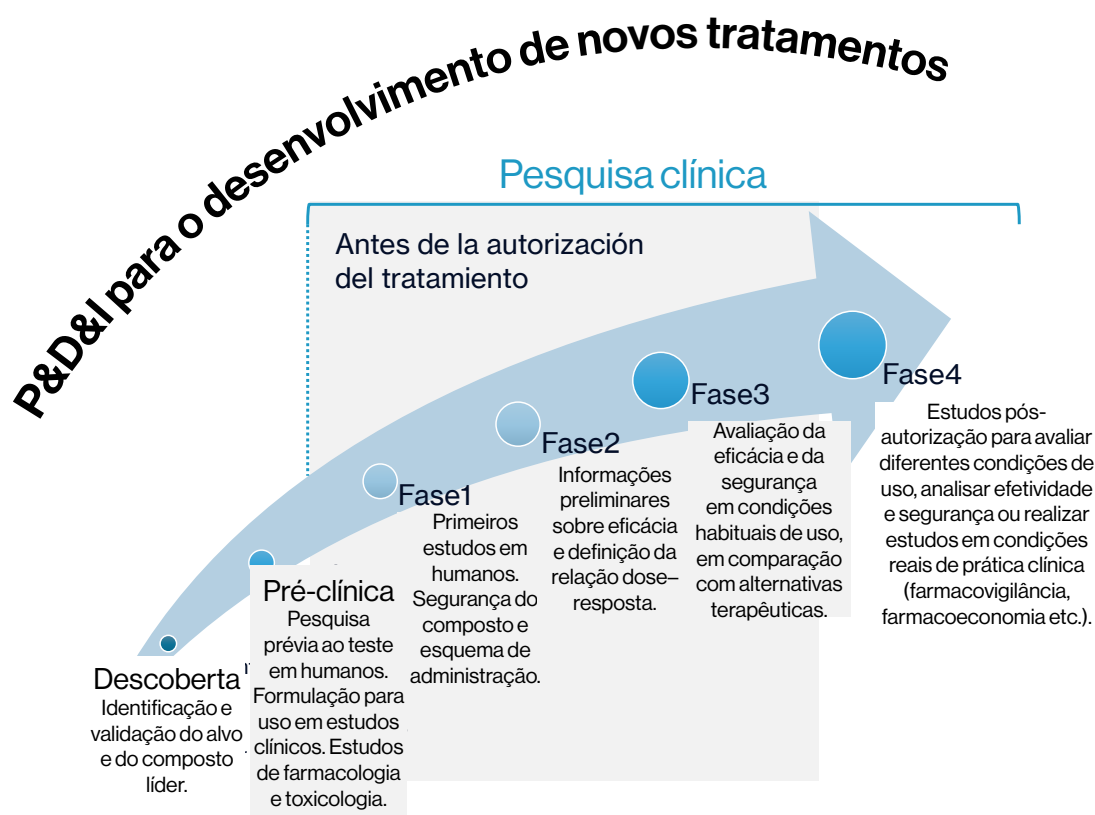 P&D&I para o desenvolvimento de novos tratamentos
Pesquisa clínica
Antes de la autorización
del tratamiento
Descoberta
Identificação e
validação do alvo
e do composto
líder.
Pré-clínica
Pesquisa
prévia ao teste
em humanos.
Formulação para
uso em estudos
clínicos. Estudos
de farmacologia
e toxicologia.
Fase1
Primeiros
estudos em
humanos.
Segurança do
composto e
esquema de
administração.
Fase2
Informações
preliminares
sobre eficácia
e definição da
relação dose–
resposta.
Fase3
Avaliação da
eficácia e da
segurança
em condições
habituais de uso,
em comparação
com alternativas
terapêuticas.
Fase4
Estudos pós-
autorização para avaliar
diferentes condições de
uso, analisar efetividade
e segurança ou realizar
estudos em condições
reais de prática clínica
(farmacovigilância,
farmacoeconomia etc.).